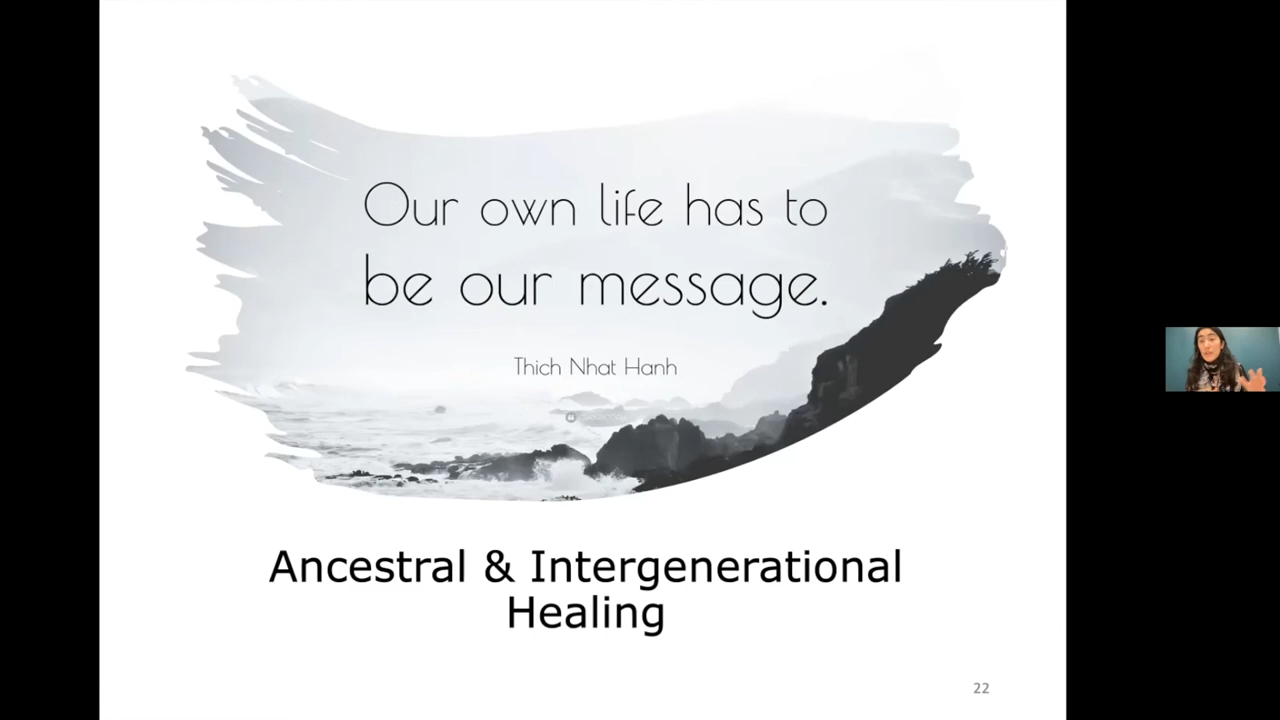 Our own life has to
be our message.
Thich Nhat Hanh
Ancestral & Intergenerational
Healing
22